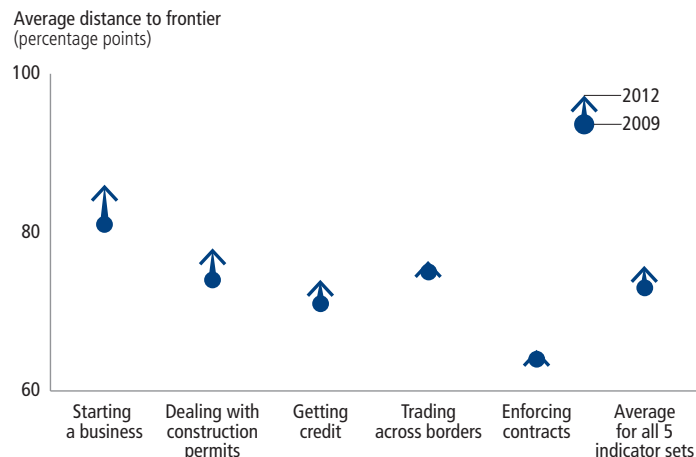 Average distance to frontier
(percentage points)
100
2012
2009
80
60
Starting
a business
Dealing with
construction
permits
Getting
credit
Trading
across borders
Enforcing
contracts
Average
for all 5
indicator sets